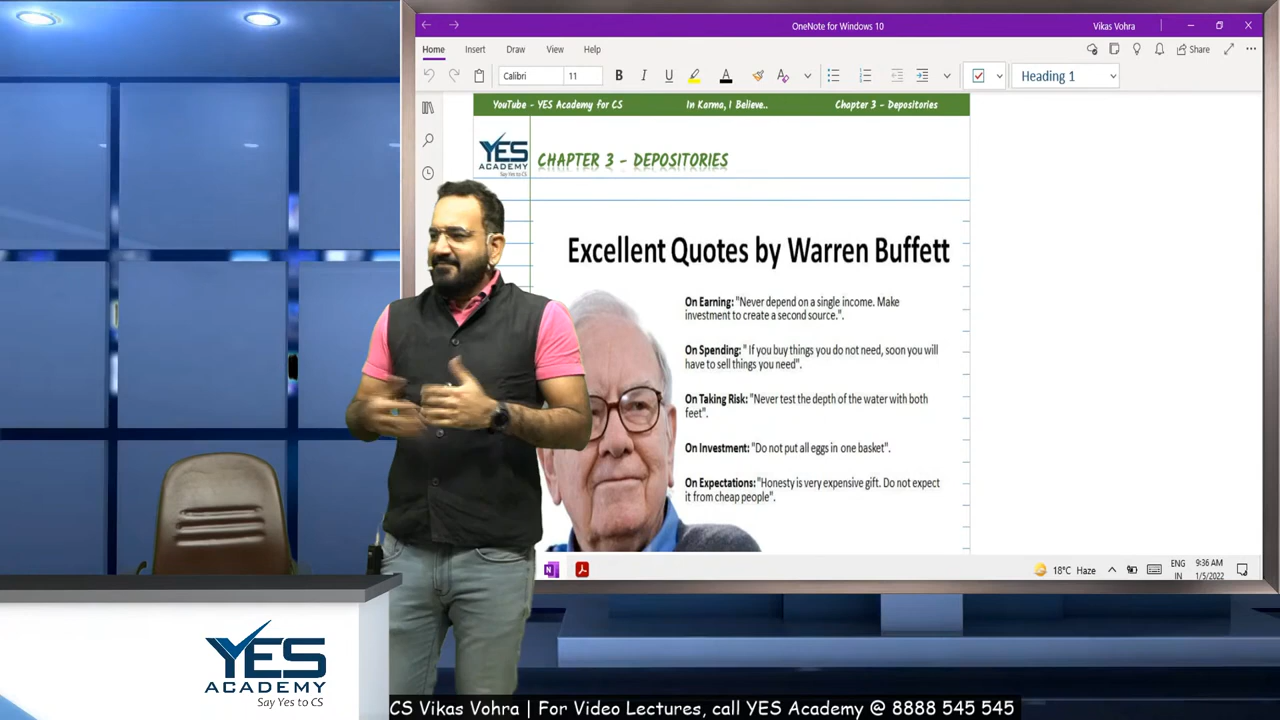 OneNote for Windows 10
Vikas Vohra
Home Insert Draw View Help
Share
Calibri 11 B I U A A Heading 1
YouTube - YES Academy for CS In Karma, I Believe.. Chapter 3 - Depositories
YES
ACADEMY
Say Yes to CS
CHAPTER 3 - DEPOSITORIES
Excellent Quotes by Warren Buffett
On Earning: "Never depend on a single income. Make
investment to create a second source.".
On Spending: " If you buy things you do not need, soon you will
have to sell things you need".
On Taking Risk: "Never test the depth of the water with both
feet".
On Investment: "Do not put all eggs in one basket".
On Expectations: "Honesty is very expensive gift. Do not expect
it from cheap people".
N
18°C Haze
ENG
IN
9:36 AM
1/5/2022
YES
ACADEMY
Say Yes to CS
CS Vikas Vohra | For Video Lectures, call YES Academy @ 8888 545 545